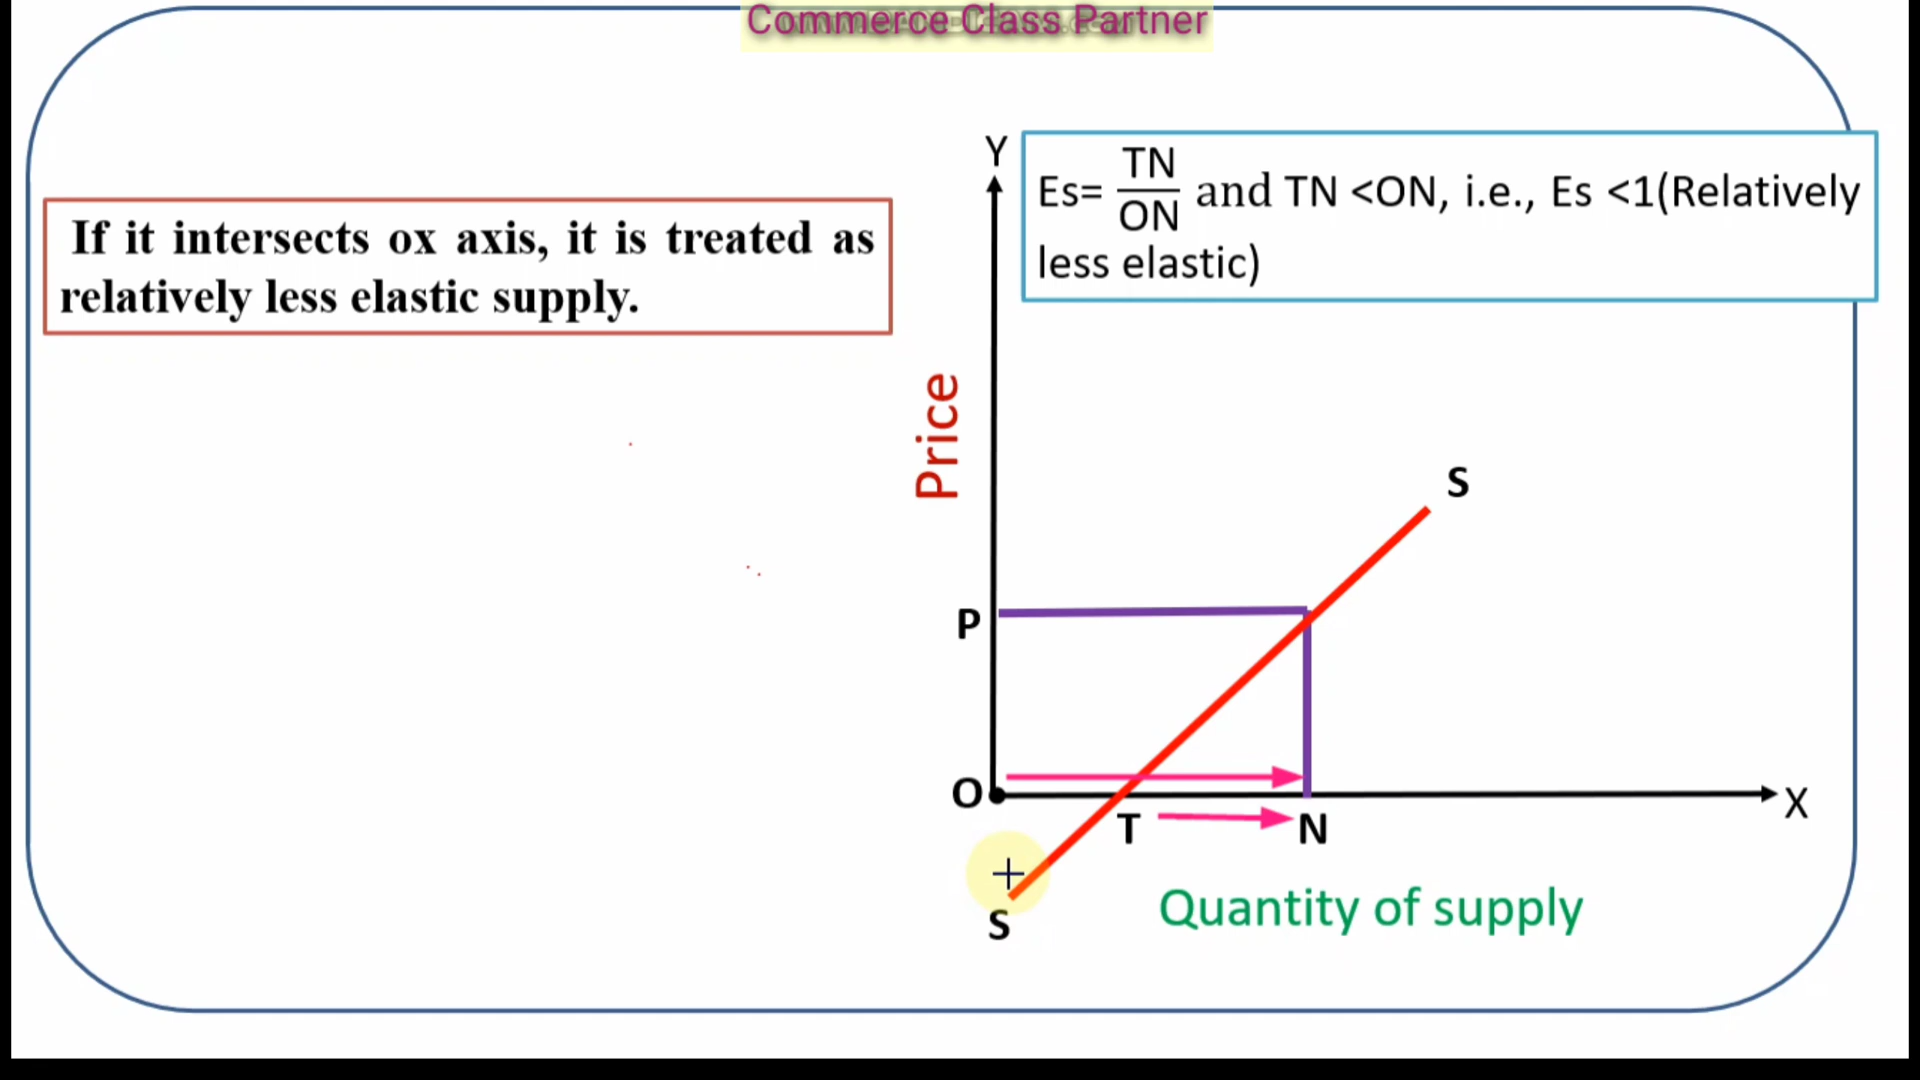 Commerce Class Partner
If it intersects ox axis, it is treated as
relatively less elastic supply.
Y
Es= TN/ON and TN <ON, i.e., Es <1(Relatively
less elastic)
Price
S
P
O
X
T
N
S
Quantity of supply